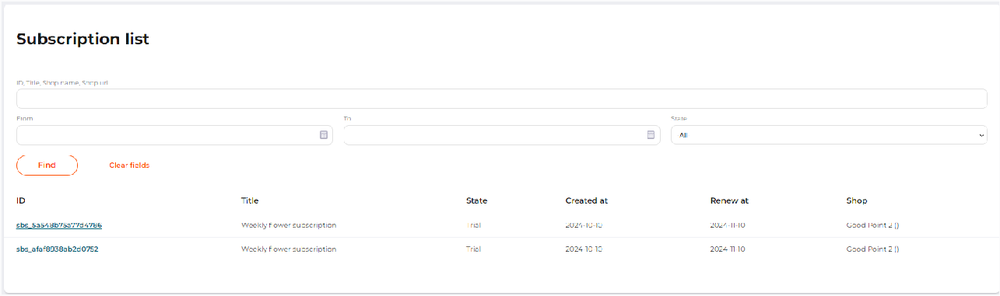 Subscription list
ID, Title, Shop name, Shop url
From To State
All
Find Clear fields
ID Title State Created at Renew at Shop
sbs_5a548b75a77d4786 Weekly flower subscription Trial 2024-10-10 2024-11-10 Good Point 2 ()
sbs_afaf8938ab2d0752 Weekly flower subscription Trial 2024-10-10 2024-11-10 Good Point 2 ()